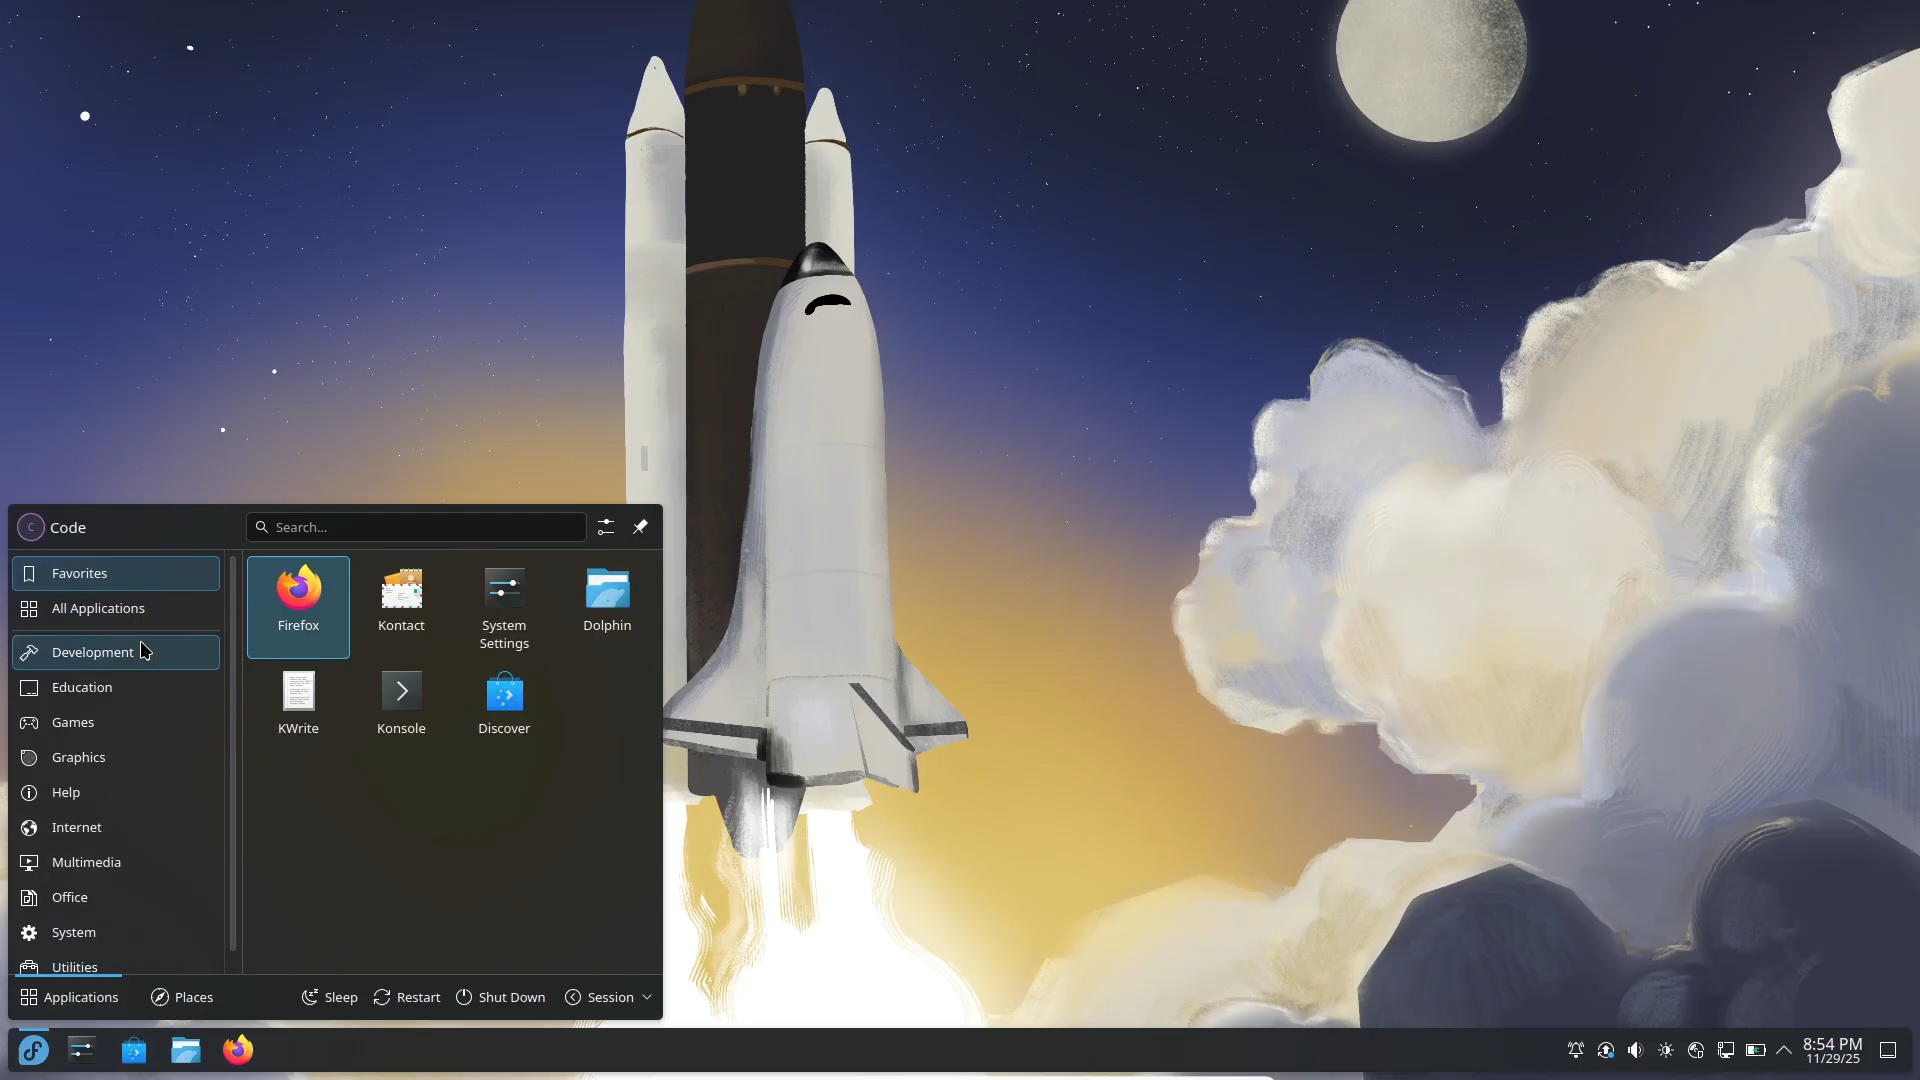 C Code
Search...
Favorites
All Applications
Development
Education
Games
Graphics
Help
Internet
Multimedia
Office
System
Utilities
Firefox
Kontact
System
Settings
Dolphin
KWrite
Konsole
Discover
Applications
Places
Sleep
Restart
Shut Down
Session
8:54 PM
11/29/25